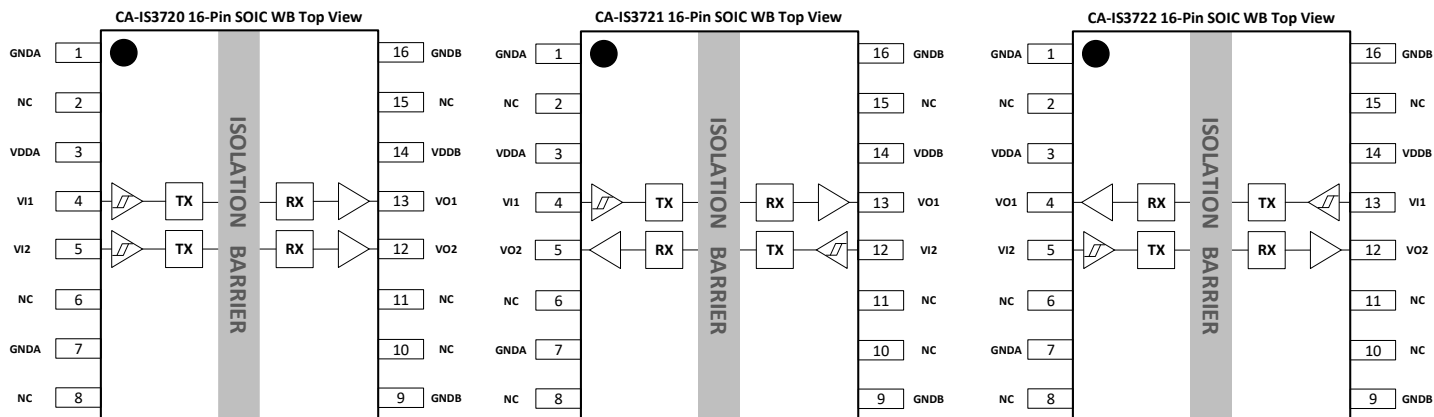 CA-IS3720 16-Pin SOIC WB Top View
GNDA 1 16 GNDB
NC 2 15 NC
VDDA 3 14 VDDB
VI1 4 TX RX 13 VO1
VI2 5 TX RX 12 VO2
NC 6 11 NC
GNDA 7 10 NC
NC 8 9 GNDB
ISOLATION BARRIER
CA-IS3721 16-Pin SOIC WB Top View
GNDA 1 16 GNDB
NC 2 15 NC
VDDA 3 14 VDDB
VI1 4 TX RX 13 VO1
VO2 5 RX TX 12 VI2
NC 6 11 NC
GNDA 7 10 NC
NC 8 9 GNDB
ISOLATION BARRIER
CA-IS3722 16-Pin SOIC WB Top View
GNDA 1 16 GNDB
NC 2 15 NC
VDDA 3 14 VDDB
VO1 4 RX TX 13 VI1
VI2 5 TX RX 12 VO2
NC 6 11 NC
GNDA 7 10 NC
NC 8 9 GNDB
ISOLATION BARRIER